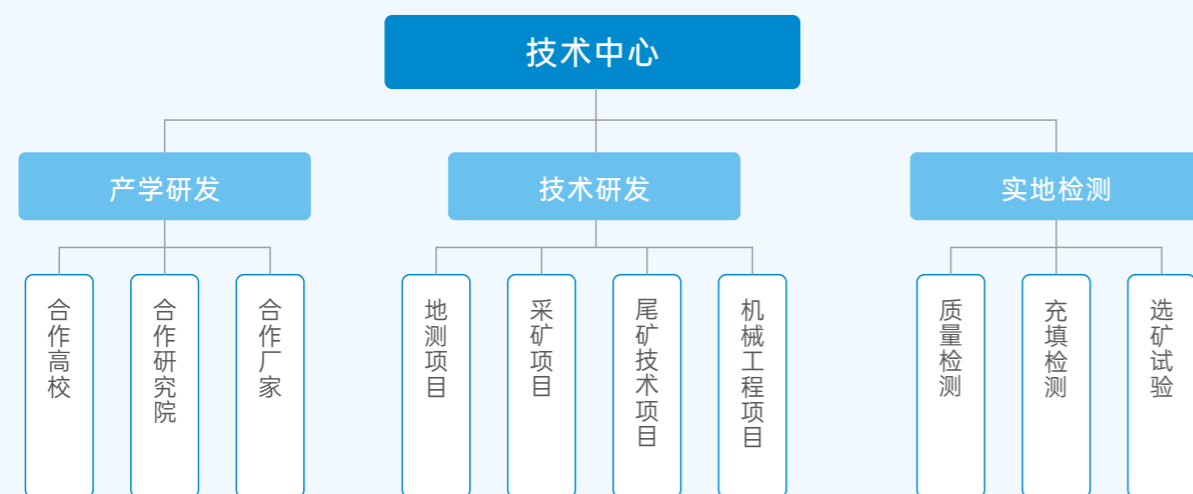 技术中心
产学研发
技术研发
实地检测
合作高校
合作研究院
合作厂家
地测项目
采矿项目
尾矿技术项目
机械工程项目
质量检测
充填检测
选矿试验